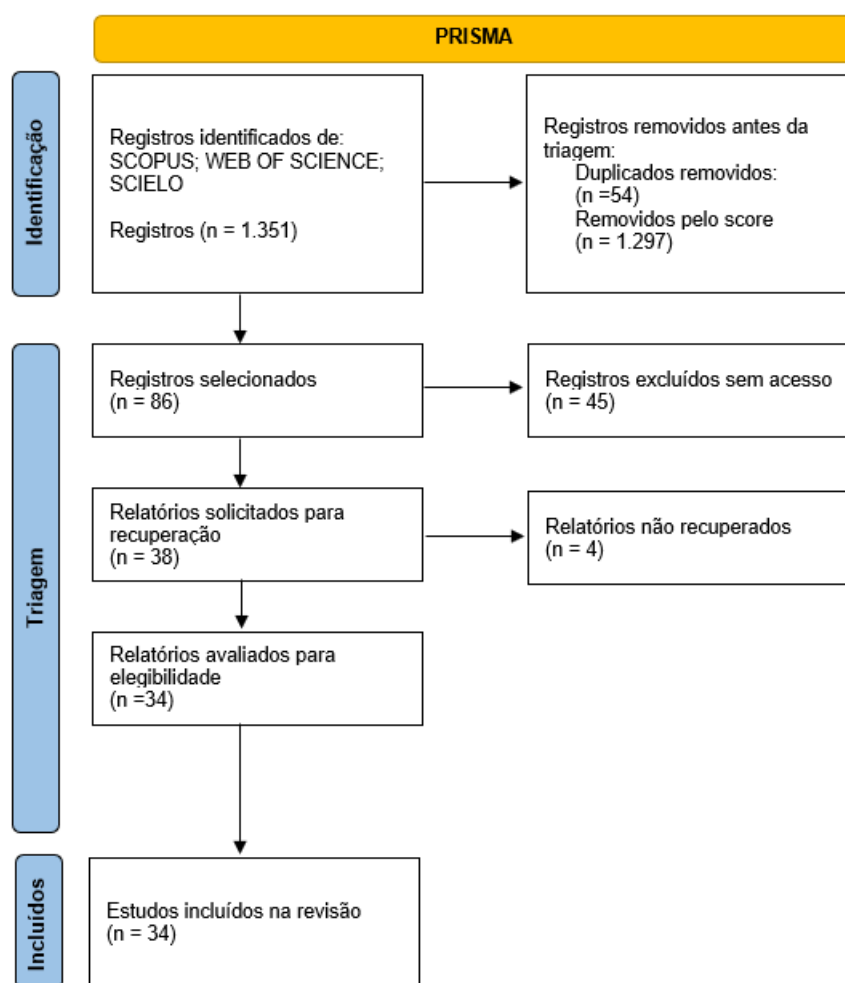 PRISMA
Identificação
Registros identificados de:
SCOPUS; WEB OF SCIENCE;
SCIELO
Registros (n = 1.351)
Registros removidos antes da
triagem:
Duplicados removidos:
(n =54)
Removidos pelo score
(n = 1.297)
Triagem
Registros selecionados
(n = 86)
Registros excluídos sem acesso
(n = 45)
Relatórios solicitados para
recuperação
(n = 38)
Relatórios não recuperados
(n = 4)
Relatórios avaliados para
elegibilidade
(n =34)
Incluídos
Estudos incluídos na revisão
(n = 34)